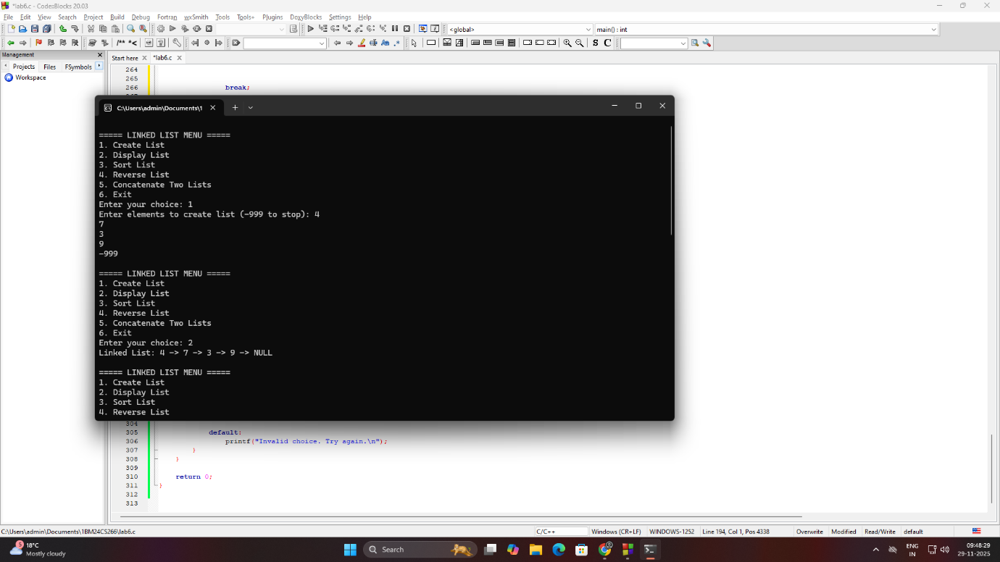 *lab6.c - CodeBlocks 20.03
File Edit View Search Project Build Debug Fortran wxSmith Tools Tools+ Plugins DoxyBlocks Settings Help
<global> main() : int
Management
Projects Files FSymbols
Workspace
Start here *lab6.c
264
265
266 break;
C:\Users\admin\Documents\1
===== LINKED LIST MENU =====
1. Create List
2. Display List
3. Sort List
4. Reverse List
5. Concatenate Two Lists
6. Exit
Enter your choice: 1
Enter elements to create list (-999 to stop): 4
7
3
9
-999
===== LINKED LIST MENU =====
1. Create List
2. Display List
3. Sort List
4. Reverse List
5. Concatenate Two Lists
6. Exit
Enter your choice: 2
Linked List: 4 -> 7 -> 3 -> 9 -> NULL
===== LINKED LIST MENU =====
1. Create List
2. Display List
3. Sort List
4. Reverse List
304
305 default:
306 printf("Invalid choice. Try again.\n");
307 }
308 }
309
310 return 0;
311 }
312
313
C:\Users\admin\Documents\1BM24CS266\lab6.c C/C++ Windows (CR+LF) WINDOWS-1252 Line 194, Col 1, Pos 4338 Overwrite Modified Read/Write default
5 18°C
Mostly cloudy
Search
ENG
IN
09:48:29
29-11-2025